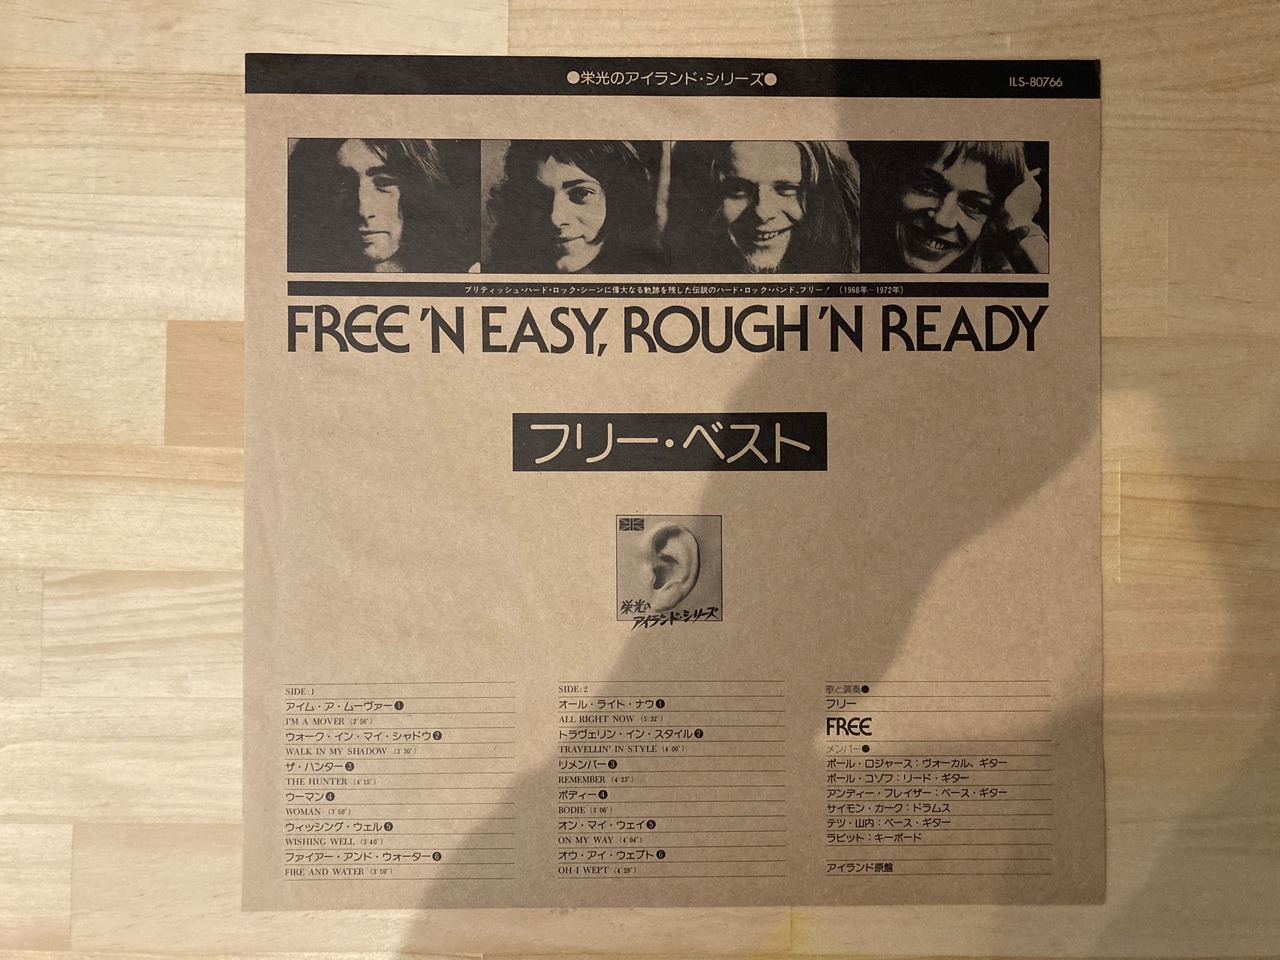 ●栄光のアイランド・シリーズ●
ILS-80766
ブリティッシュ・ハード・ロック・シーンに偉大なる軌跡を残した伝説のハード・ロック・バンド、フリー! (1968年—1972年)
FREE 'N EASY, ROUGH 'N READY
フリー・ベスト
栄光の
アイランド・シリーズ
SIDE: 1
アイム・ア・ムーヴァー❶
I'M A MOVER (2'56")
ウォーク・イン・マイ・シャドウ❷
WALK IN MY SHADOW (3'30")
ザ・ハンター❸
THE HUNTER (4'15")
ウーマン❹
WOMAN (3'50")
ウィッシング・ウェル❺
WISHING WELL (3'40")
ファイアー・アンド・ウォーター❻
FIRE AND WATER (3'59")
SIDE: 2
オール・ライト・ナウ❶
ALL RIGHT NOW (5'32")
トラヴェリン・イン・スタイル❷
TRAVELLIN' IN STYLE (4'00")
リメンバー❸
REMEMBER (4'23")
ボディー❹
BODIE (3'06")
オン・マイ・ウェイ❺
ON MY WAY (4'04")
オウ・アイ・ウェプト❻
OH I WEPT (4'28")
歌と演奏●
フリー
FREE
メンバー●
ポール・ロジャース:ヴォーカル、ギター
ポール・コゾフ:リード・ギター
アンディー・フレイザー:ベース・ギター
サイモン・カーク:ドラムス
テツ・山内:ベース・ギター
ラビット:キーボード
アイランド原盤